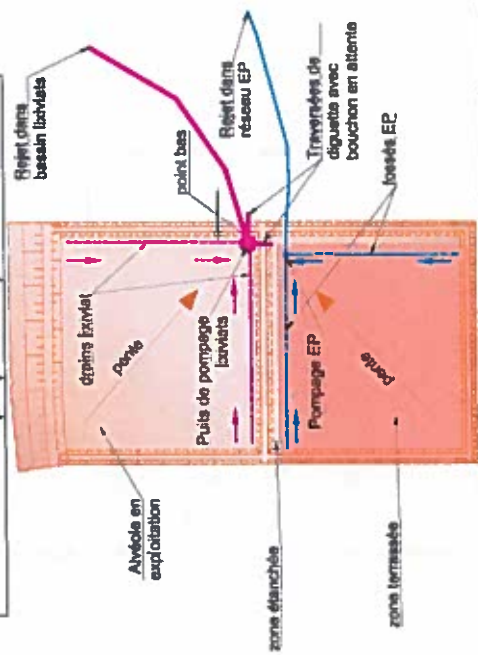 Rejet dans
bassin lixiviats
point bas
Rejet dans
réseau EP
Traversées de
diguette avec
bouchon en attente
fossés EP
drains lixiviat
pente
Puits de pompage
lixiviats
Pompage EP
pente
Alvéole en
exploitation
zone étanchée
zone terrassée